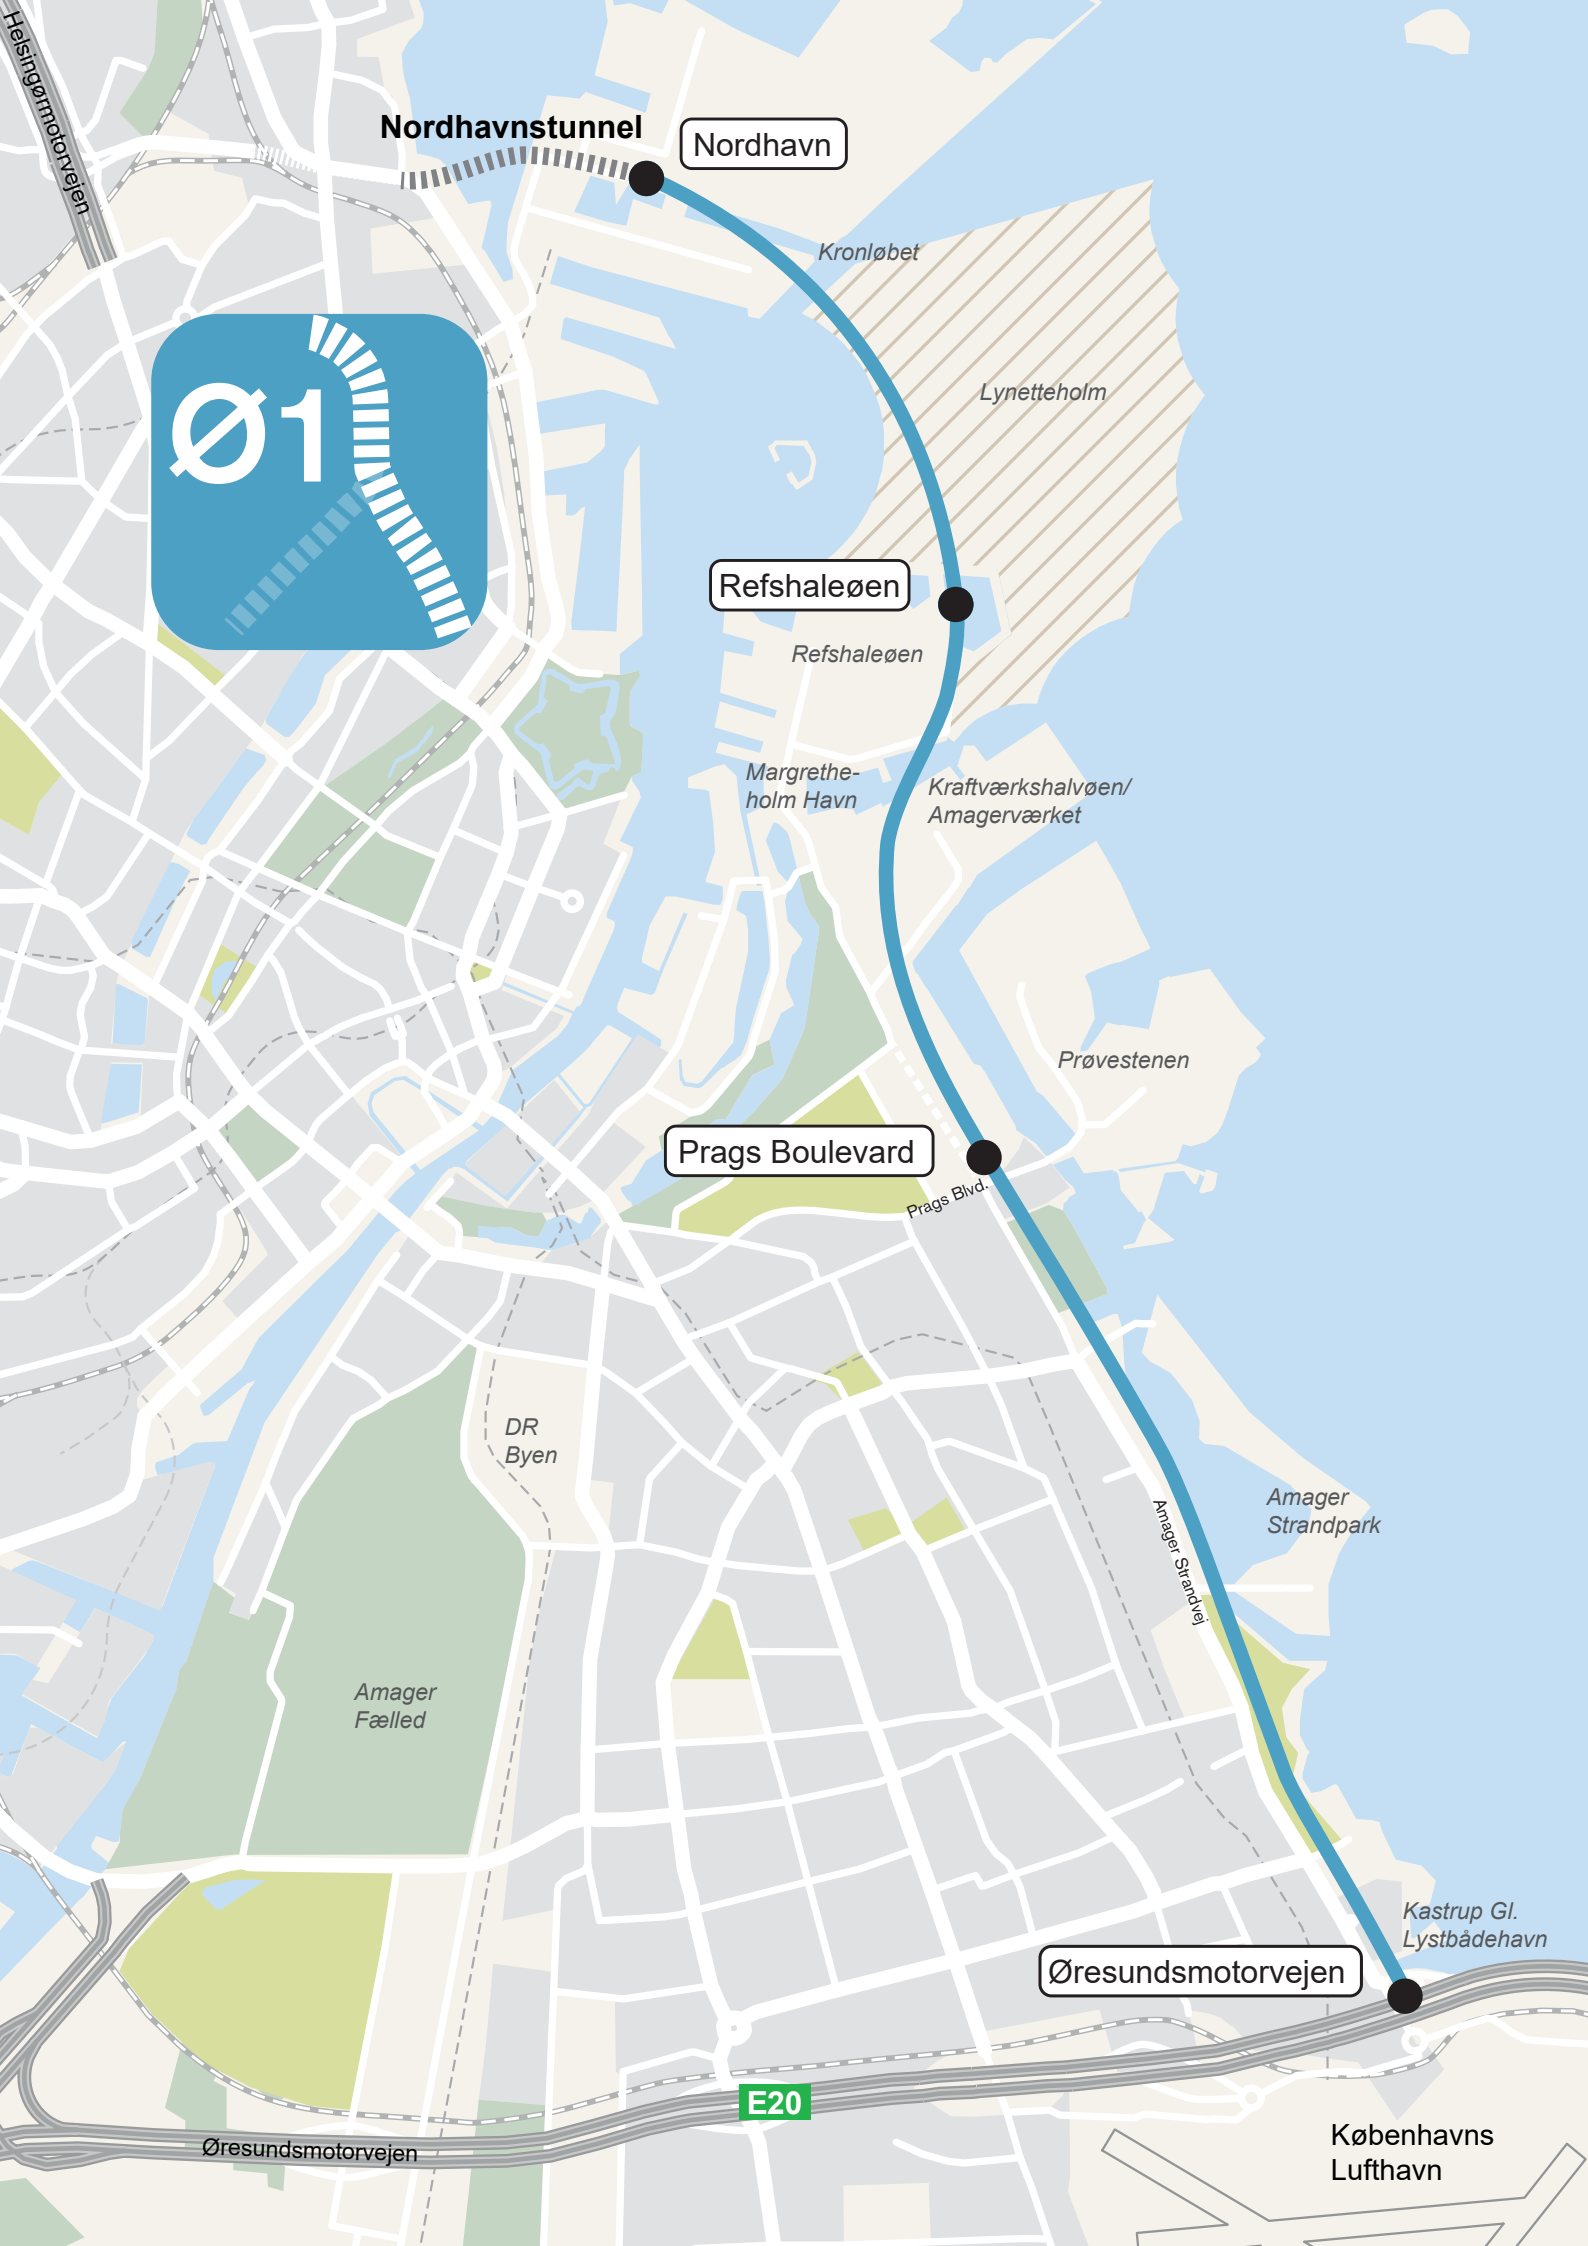 Helsingørmotorvejen
Nordhavnstunnel
Nordhavn
Kronløbet
Ø1
Lynetteholm
Refshaleøen
Refshaleøen
Margrethe-
holm Havn
Kraftværkshalvøen/
Amagerværket
Prøvestenen
Prags Boulevard
Prags Blvd.
DR
Byen
Amager
Strandpark
Amager Strandvej
Amager
Fælled
Kastrup Gl.
Lystbådehavn
Øresundsmotorvejen
E20
Øresundsmotorvejen
Københavns
Lufthavn